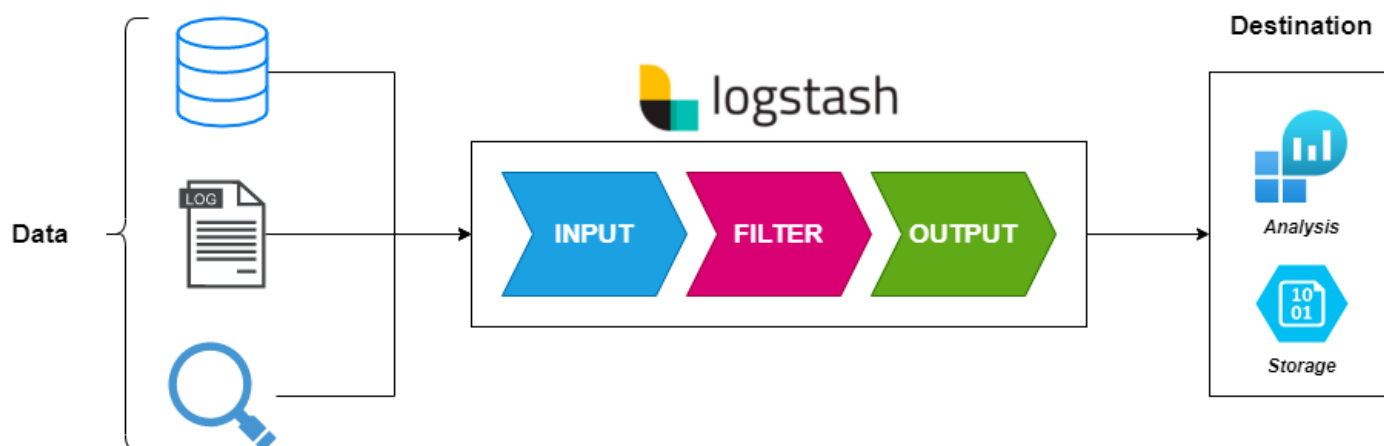 Destination
logstash
LOG
Data
INPUT
FILTER
OUTPUT
Analysis
10
01
Storage